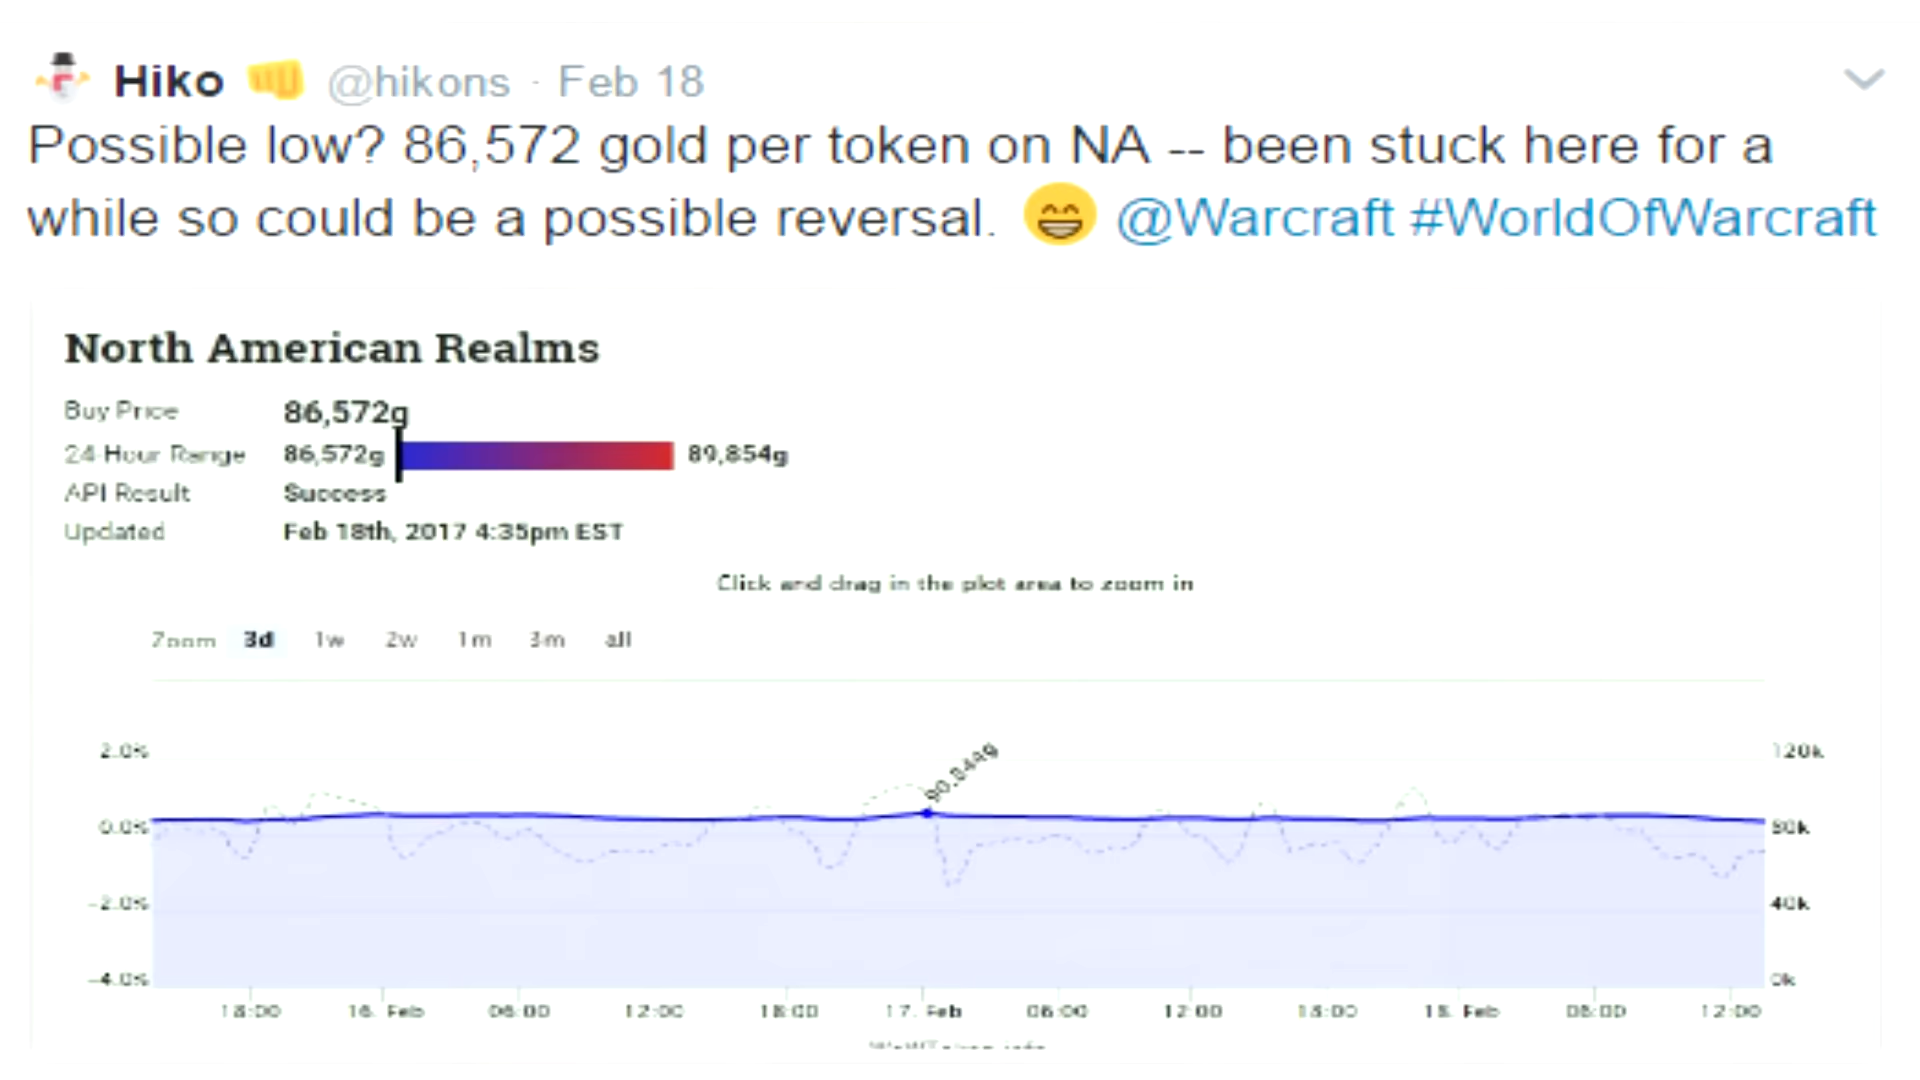 Hiko @hikons · Feb 18
Possible low? 86,572 gold per token on NA -- been stuck here for a
while so could be a possible reversal. @Warcraft #WorldOfWarcraft
North American Realms
Buy Price 86,572g
24-Hour Range 86,572g 89,854g
API Result Success
Updated Feb 18th, 2017 4:35pm EST
Click and drag in the plot area to zoom in
Zoom 3d 1w 2w 1m 3m all
2.0% 120k
0.0% 80k
-2.0% 40k
-4.0% 0k
18:00 16. Feb 06:00 12:00 18:00 17. Feb 06:00 12:00 18:00 18. Feb 06:00 12:00